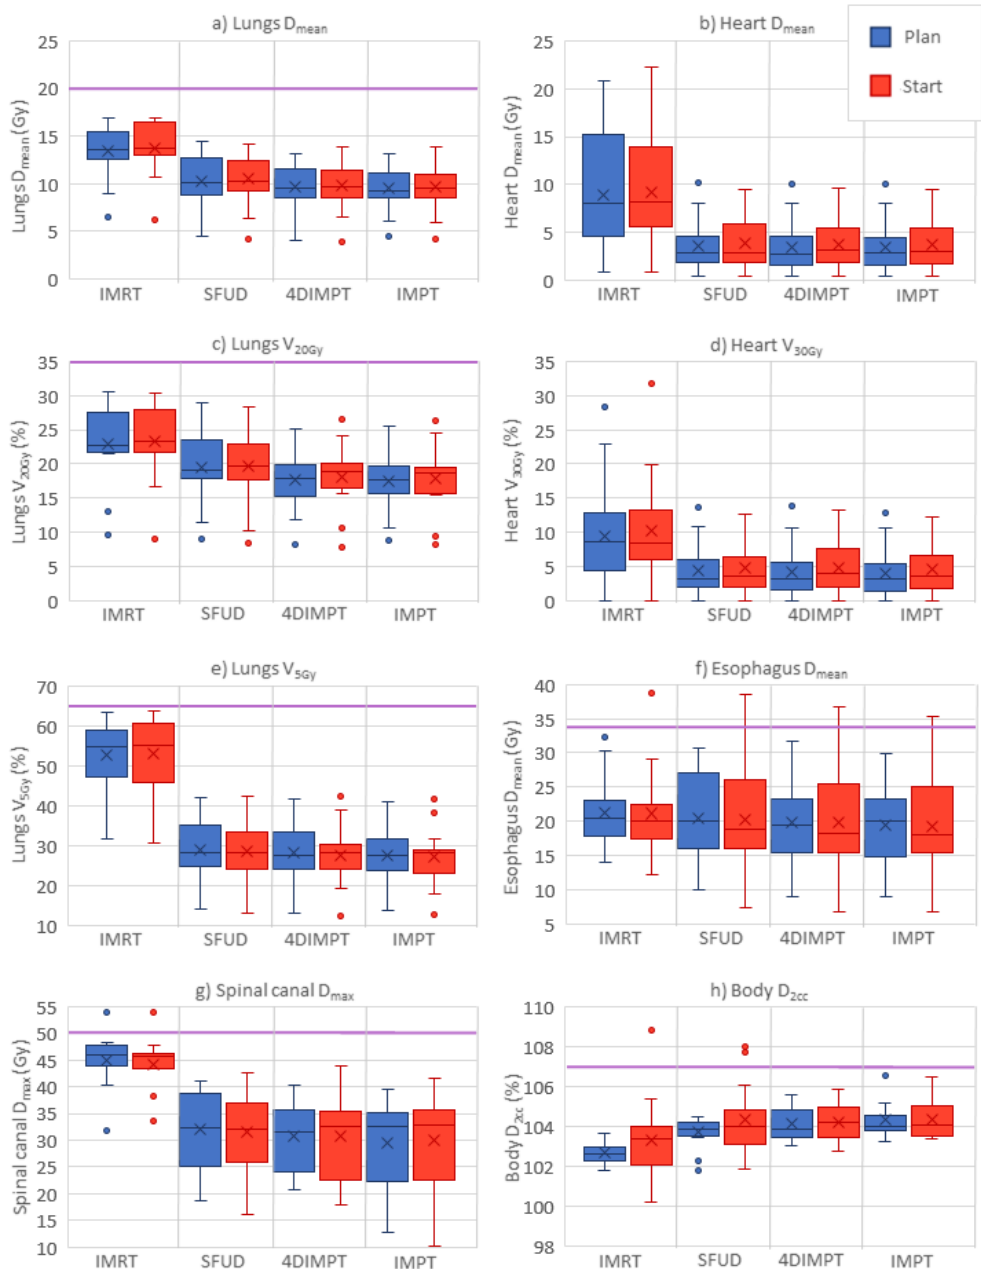 a) Lungs Dmean
Lungs Dmean (Gy)
25
20
15
10
5
0
IMRT SFUD 4DIMPT IMPT
b) Heart Dmean
Heart Dmean (Gy)
25
20
15
10
5
0
IMRT SFUD 4DIMPT IMPT
Plan
Start
c) Lungs V20Gy
Lungs V20Gy (%)
35
30
25
20
15
10
5
0
IMRT SFUD 4DIMPT IMPT
d) Heart V30Gy
Heart V30Gy (%)
35
30
25
20
15
10
5
0
IMRT SFUD 4DIMPT IMPT
e) Lungs V5Gy
Lungs V5Gy (%)
70
60
50
40
30
20
10
IMRT SFUD 4DIMPT IMPT
f) Esophagus Dmean
Esophagus Dmean (Gy)
40
35
30
25
20
15
10
5
IMRT SFUD 4DIMPT IMPT
g) Spinal canal Dmax
Spinal canal Dmax (Gy)
55
50
45
40
35
30
25
20
15
10
IMRT SFUD 4DIMPT IMPT
h) Body D2cc
Body D2cc (%)
110
108
106
104
102
100
98
IMRT SFUD 4DIMPT IMPT